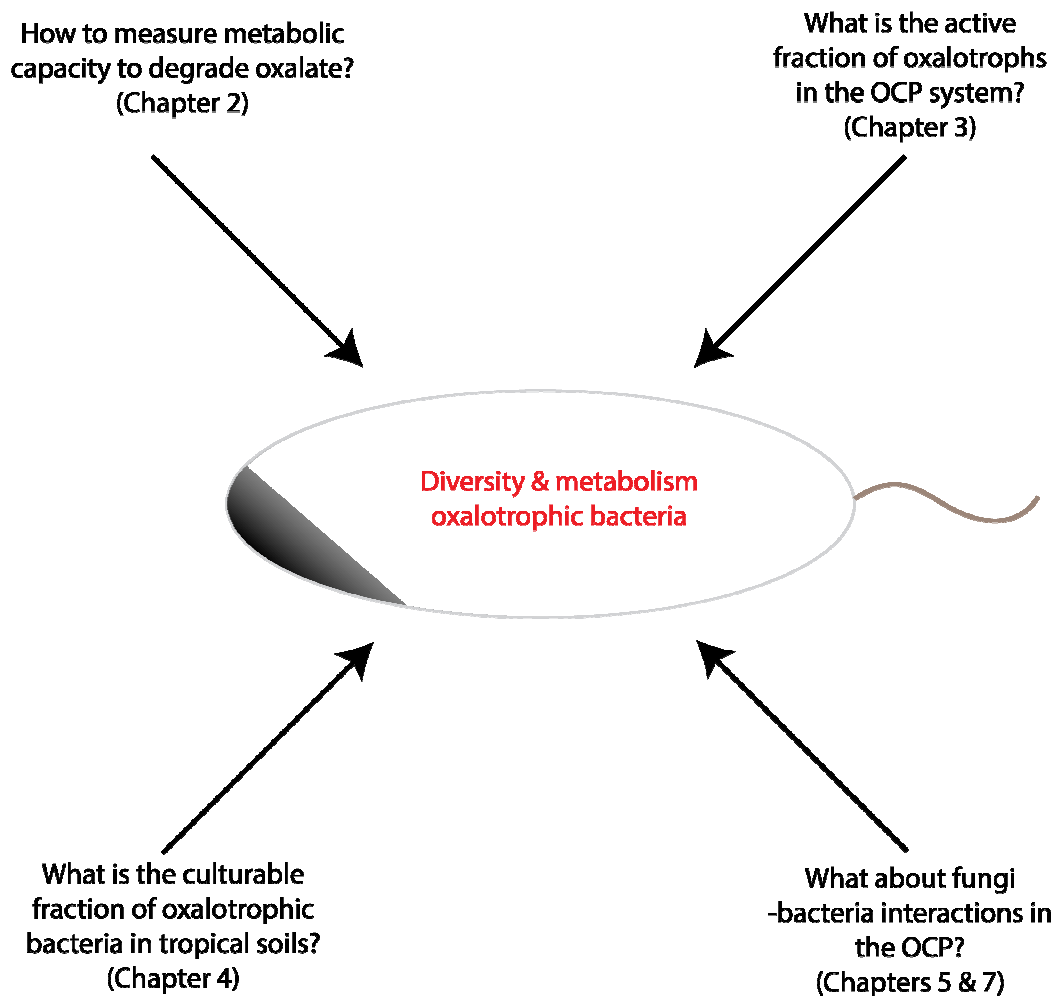 How to measure metabolic
capacity to degrade oxalate?
(Chapter 2)
What is the active
fraction of oxalotrophs
in the OCP system?
(Chapter 3)
Diversity & metabolism
oxalotrophic bacteria
What is the culturable
fraction of oxalotrophic
bacteria in tropical soils?
(Chapter 4)
What about fungi
-bacteria interactions in
the OCP?
(Chapters 5 & 7)